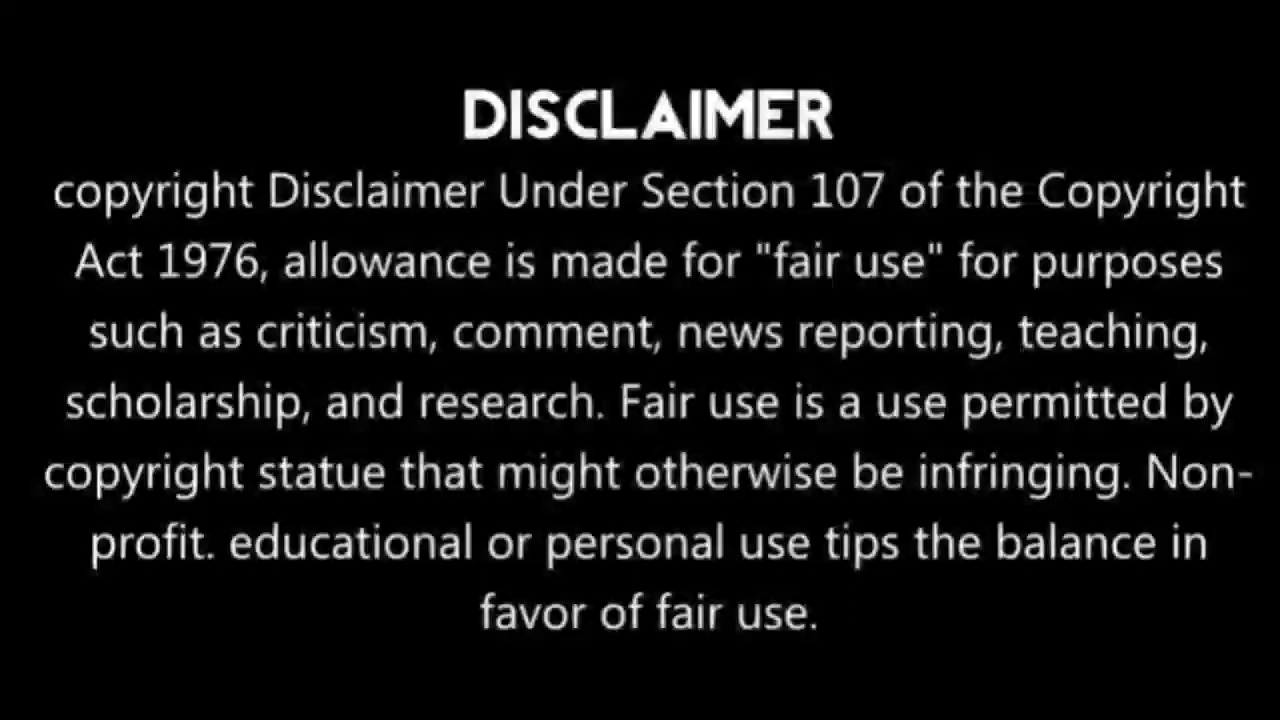 DISCLAIMER
copyright Disclaimer Under Section 107 of the Copyright
Act 1976, allowance is made for "fair use" for purposes
such as criticism, comment, news reporting, teaching,
scholarship, and research. Fair use is a use permitted by
copyright statue that might otherwise be infringing. Non-
profit. educational or personal use tips the balance in
favor of fair use.